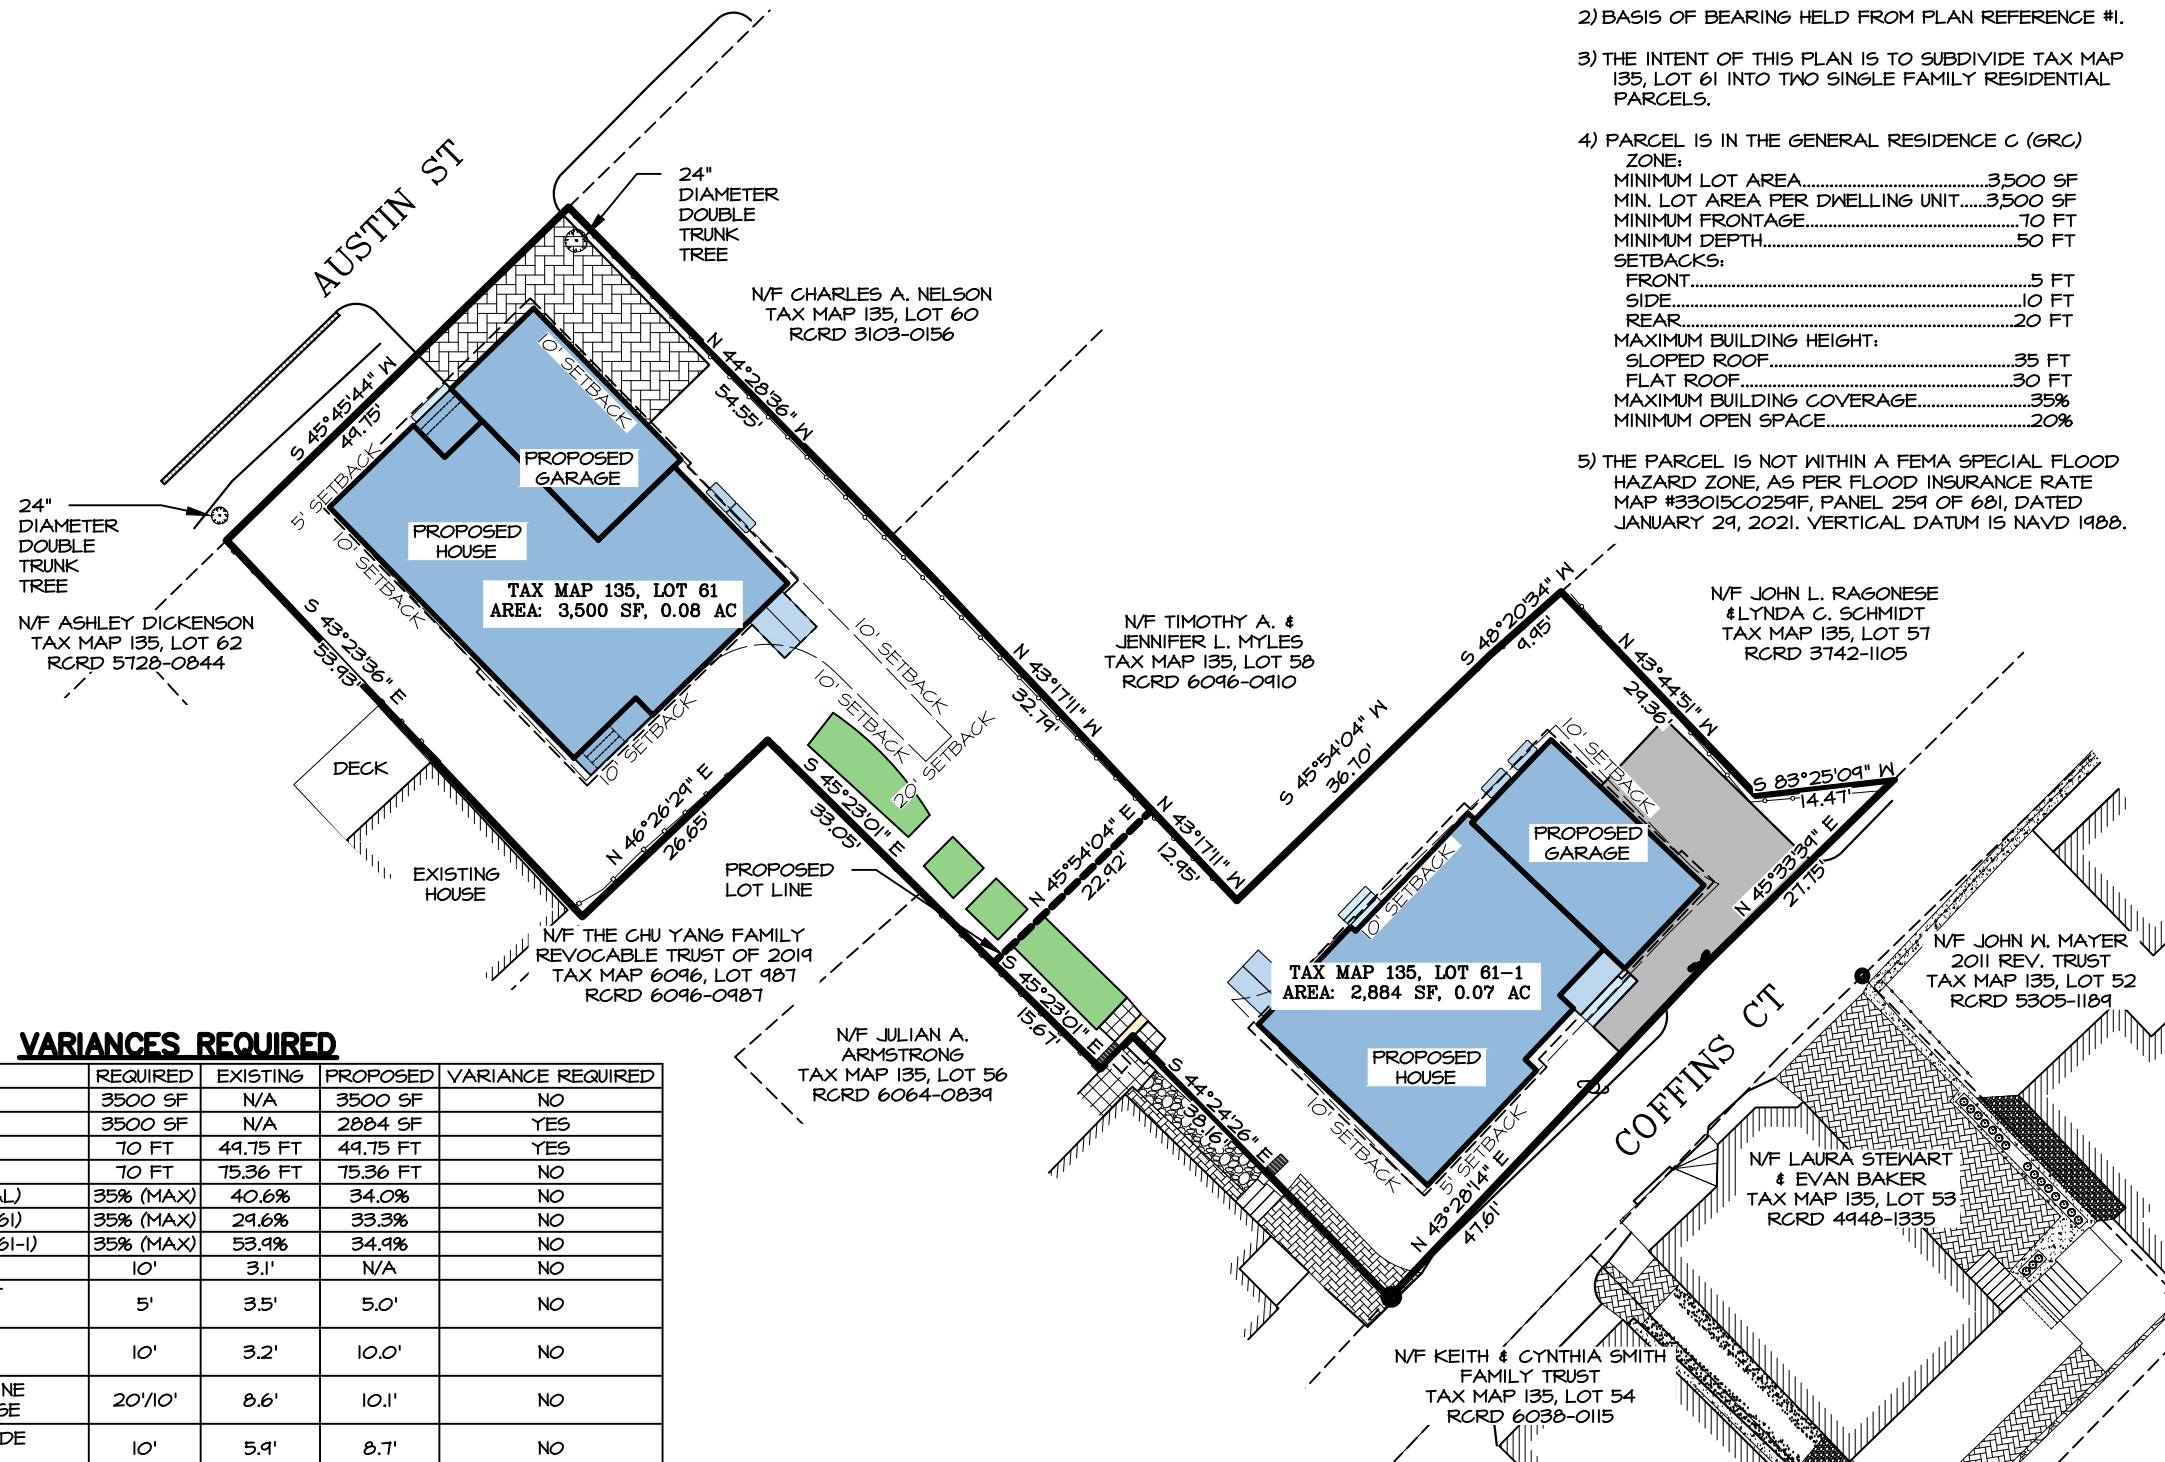 2) BASIS OF BEARING HELD FROM PLAN REFERENCE #1.
3) THE INTENT OF THIS PLAN IS TO SUBDIVIDE TAX MAP
135, LOT 61 INTO TWO SINGLE FAMILY RESIDENTIAL
PARCELS.
4) PARCEL IS IN THE GENERAL RESIDENCE C (GRC)
ZONE:
MINIMUM LOT AREA....................3,500 SF
MIN. LOT AREA PER DWELLING UNIT......3,500 SF
MINIMUM FRONTAGE....................70 FT
MINIMUM DEPTH....................50 FT
SETBACKS:
FRONT....................5 FT
SIDE....................10 FT
REAR....................20 FT
MAXIMUM BUILDING HEIGHT:
SLOPED ROOF....................35 FT
FLAT ROOF....................30 FT
MAXIMUM BUILDING COVERAGE....................35%
MINIMUM OPEN SPACE....................20%
5) THE PARCEL IS NOT WITHIN A FEMA SPECIAL FLOOD
HAZARD ZONE, AS PER FLOOD INSURANCE RATE
MAP #33015C0259F, PANEL 259 OF 681, DATED
JANUARY 29, 2021. VERTICAL DATUM IS NAVD 1988.
AUSTIN ST
24"
DIAMETER
DOUBLE
TRUNK
TREE
N/F CHARLES A. NELSON
TAX MAP 135, LOT 60
RCRD 3103-0156
S 45°45'44" W
49.75'
N 44°28'36" W
54.55'
10' SETBACK
5' SETBACK
10' SETBACK
PROPOSED
GARAGE
PROPOSED
HOUSE
TAX MAP 135, LOT 61
AREA: 3,500 SF, 0.08 AC
24"
DIAMETER
DOUBLE
TRUNK
TREE
N/F ASHLEY DICKENSON
TAX MAP 135, LOT 62
RCRD 5728-0844
S 43°23'36" E
53.93'
10' SETBACK
10' SETBACK
10' SETBACK
20' SETBACK
DECK
EXISTING
HOUSE
N 46°26'29" E
26.65'
S 45°23'01" E
33.05'
N 43°17'11" W
32.79'
N/F TIMOTHY A. &
JENNIFER L. MYLES
TAX MAP 135, LOT 58
RCRD 6096-0910
PROPOSED
LOT LINE
N 45°54'04" E
22.92'
N 43°17'11" W
12.95'
S 45°54'04" W
36.70'
S 48°20'34" W
9.95'
N/F JOHN L. RAGONESE
&LYNDA C. SCHMIDT
TAX MAP 135, LOT 57
RCRD 3742-1105
N 43°44'51" W
29.36'
S 83°25'09" W
14.47'
N 45°33'39" E
27.75'
10' SETBACK
10' SETBACK
PROPOSED
GARAGE
TAX MAP 135, LOT 61-1
AREA: 2,884 SF, 0.07 AC
PROPOSED
HOUSE
10' SETBACK
5' SETBACK
N 43°28'14" E
47.61'
COFFINS CT
N/F THE CHU YANG FAMILY
REVOCABLE TRUST OF 2019
TAX MAP 6096, LOT 987
RCRD 6096-0987
S 45°23'01" E
15.67'
N/F JULIAN A.
ARMSTRONG
TAX MAP 135, LOT 56
RCRD 6064-0839
S 44°24'26" E
38.16'
N/F JOHN W. MAYER
2011 REV. TRUST
TAX MAP 135, LOT 52
RCRD 5305-1189
N/F LAURA STEWART
& EVAN BAKER
TAX MAP 135, LOT 53
RCRD 4948-1335
N/F KEITH & CYNTHIA SMITH
FAMILY TRUST
TAX MAP 135, LOT 54
RCRD 6038-0115
VARIANCES REQUIRED
REQUIRED EXISTING PROPOSED VARIANCE REQUIRED
3500 SF N/A 3500 SF NO
3500 SF N/A 2884 SF YES
70 FT 49.75 FT 49.75 FT YES
70 FT 75.36 FT 75.36 FT NO
AL) 35% (MAX) 40.6% 34.0% NO
61) 35% (MAX) 29.6% 33.3% NO
61-1) 35% (MAX) 53.9% 34.9% NO
10' 3.1' N/A NO
5' 3.5' 5.0' NO
10' 3.2' 10.0' NO
NE
GE 20'/10' 8.6' 10.1' NO
DE
10' 5.9' 8.7' NO